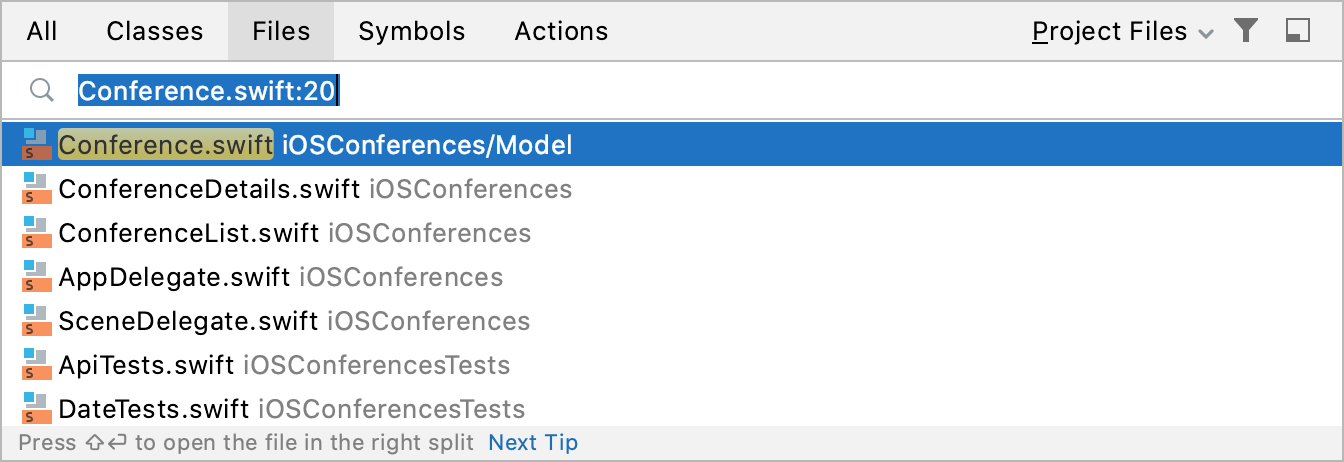 All Classes Files Symbols Actions Project Files
Conference.swift:20
Conference.swift iOSConferences/Model
ConferenceDetails.swift iOSConferences
ConferenceList.swift iOSConferences
AppDelegate.swift iOSConferences
SceneDelegate.swift iOSConferences
ApiTests.swift iOSConferencesTests
DateTests.swift iOSConferencesTests
Press ⇧⏎ to open the file in the right split Next Tip